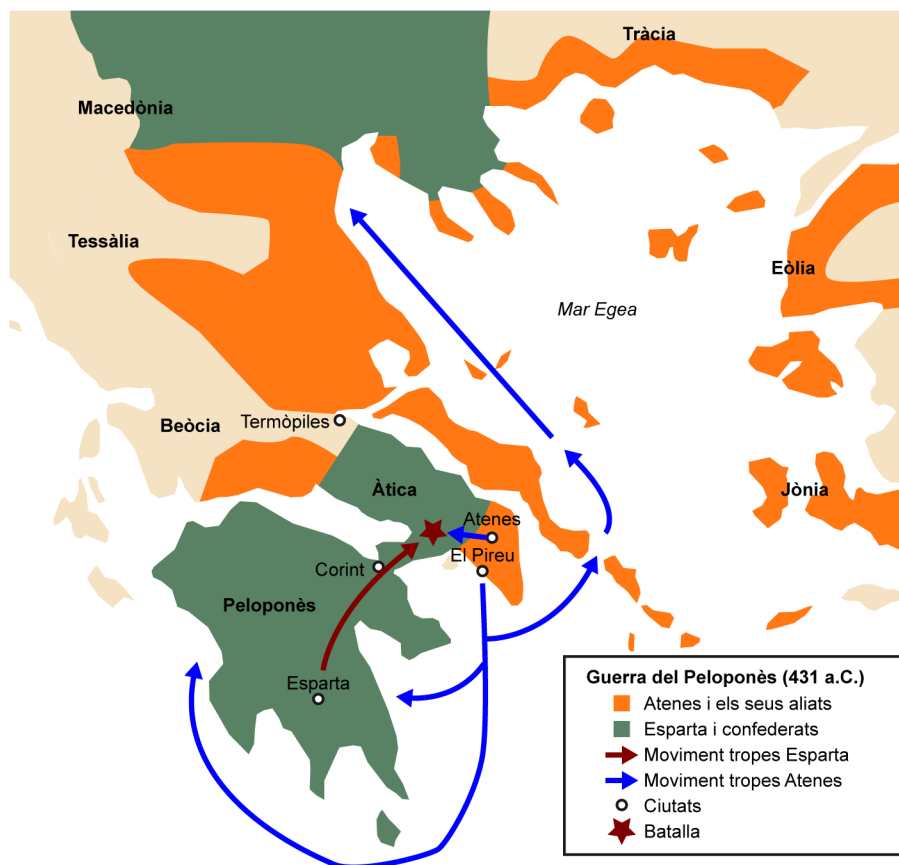 Tràcia
Macedònia
Tessàlia
Eòlia
Mar Egea
Termòpiles
Beòcia
Àtica
Jònia
Atenes
El Pireu
Corint
Peloponès
Esparta
Guerra del Peloponès (431 a.C.)
Atenes i els seus aliats
Esparta i confederats
Moviment tropes Esparta
Moviment tropes Atenes
Ciutats
Batalla